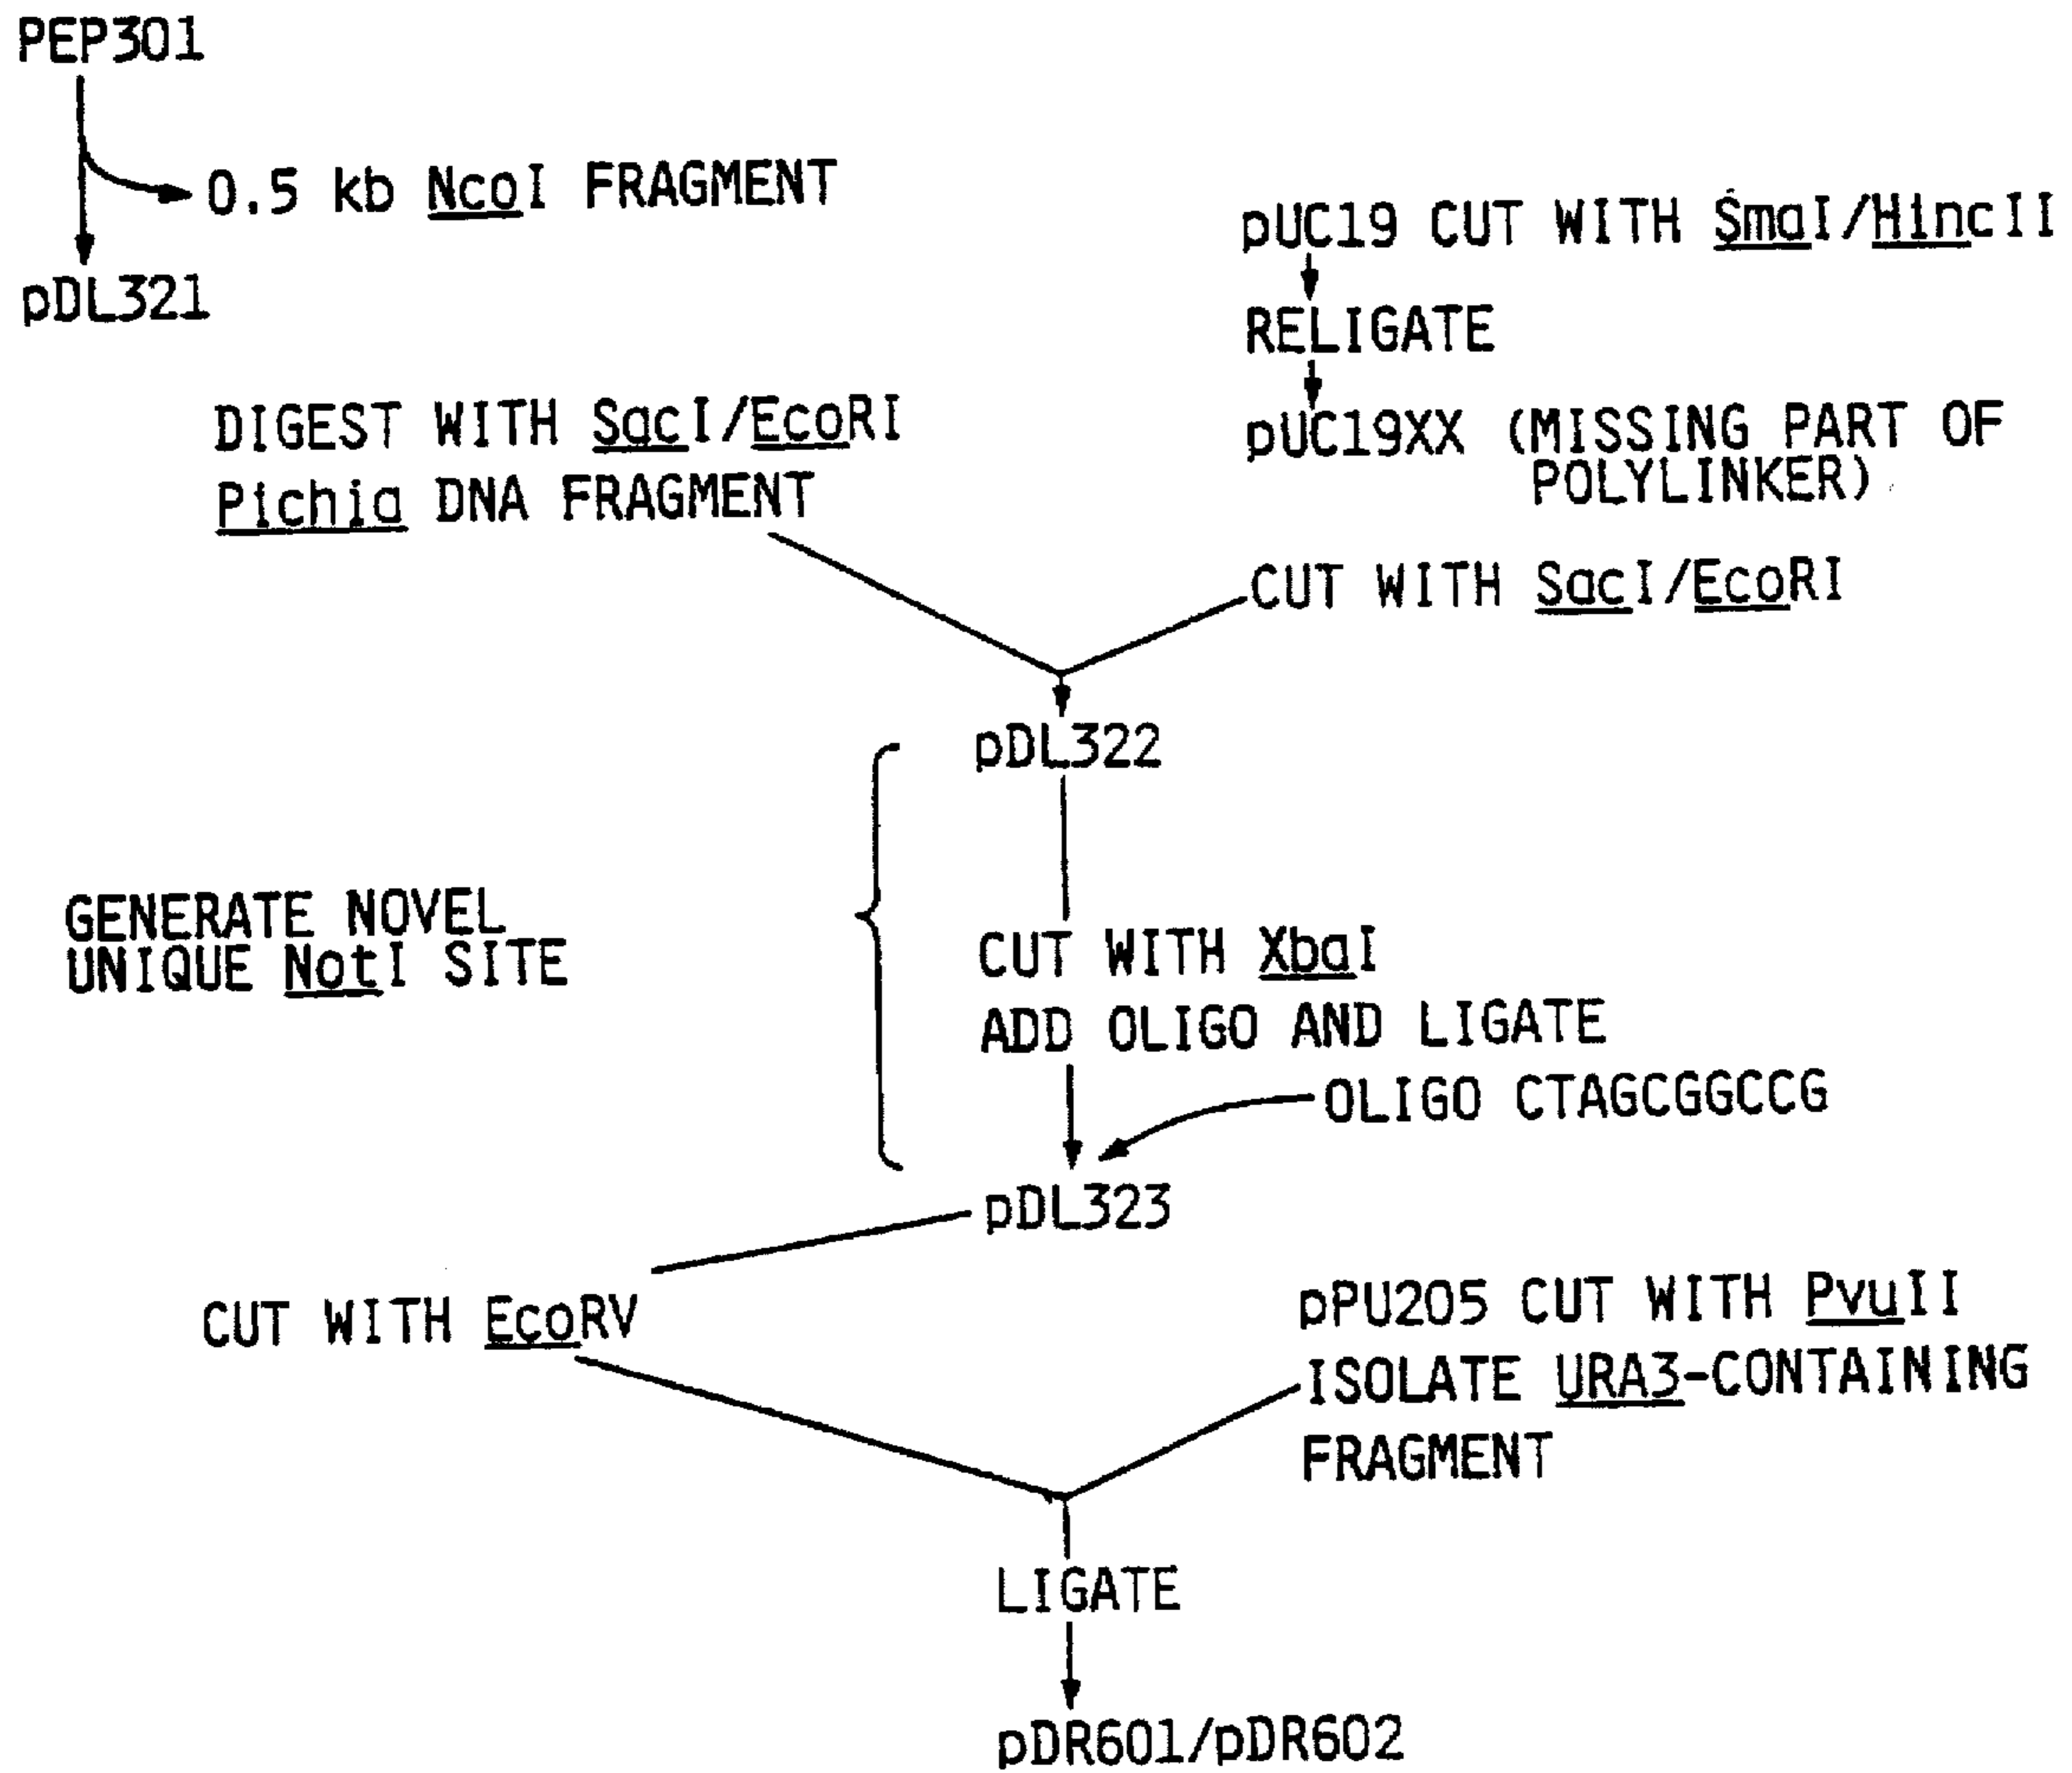 PEP301
0.5 kb NcoI FRAGMENT
pDL321
pUC19 CUT WITH SmaI/HincII
RELIGATE
pUC19XX (MISSING PART OF
POLYLINKER)
DIGEST WITH SacI/EcoRI
Pichia DNA FRAGMENT
CUT WITH SacI/EcoRI
pDL322
GENERATE NOVEL
UNIQUE NotI SITE
CUT WITH XbaI
ADD OLIGO AND LIGATE
OLIGO CTAGCGGCCG
pDL323
CUT WITH EcoRV
pPU205 CUT WITH PvuII
ISOLATE URA3-CONTAINING
FRAGMENT
LIGATE
pDR601/pDR602